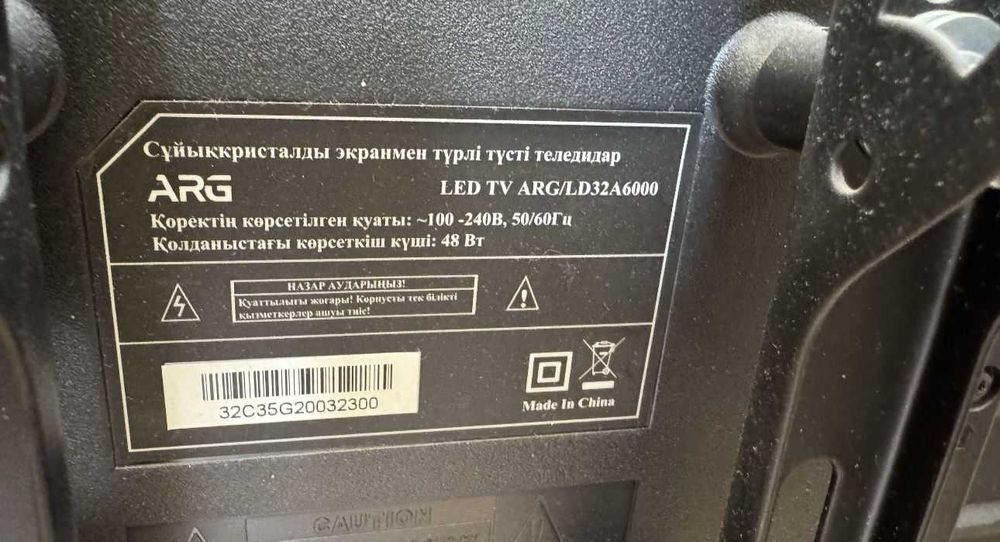 Сұйыққристалды экранмен түрлі түсті теледидар
ARG
LED TV ARG/LD32A6000
Қоректің көрсетілген қуаты: ~100 -240В, 50/60Гц
Қолданыстағы көрсеткіш күші: 48 Вт
НАЗАР АУДАРЫҢЫЗ!
Қуаттылығы жоғары! Корпусты тек білікті
қызметкерлер ашуы тиіс!
32C35G20032300
Made In China
CAUTION